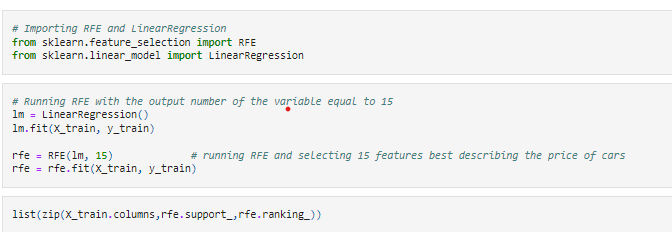 # Importing RFE and LinearRegression
from sklearn.feature_selection import RFE
from sklearn.linear_model import LinearRegression
# Running RFE with the output number of the variable equal to 15
lm = LinearRegression()
lm.fit(X_train, y_train)
rfe = RFE(lm, 15)             # running RFE and selecting 15 features best describing the price of cars
rfe = rfe.fit(X_train, y_train)
list(zip(X_train.columns,rfe.support_,rfe.ranking_))